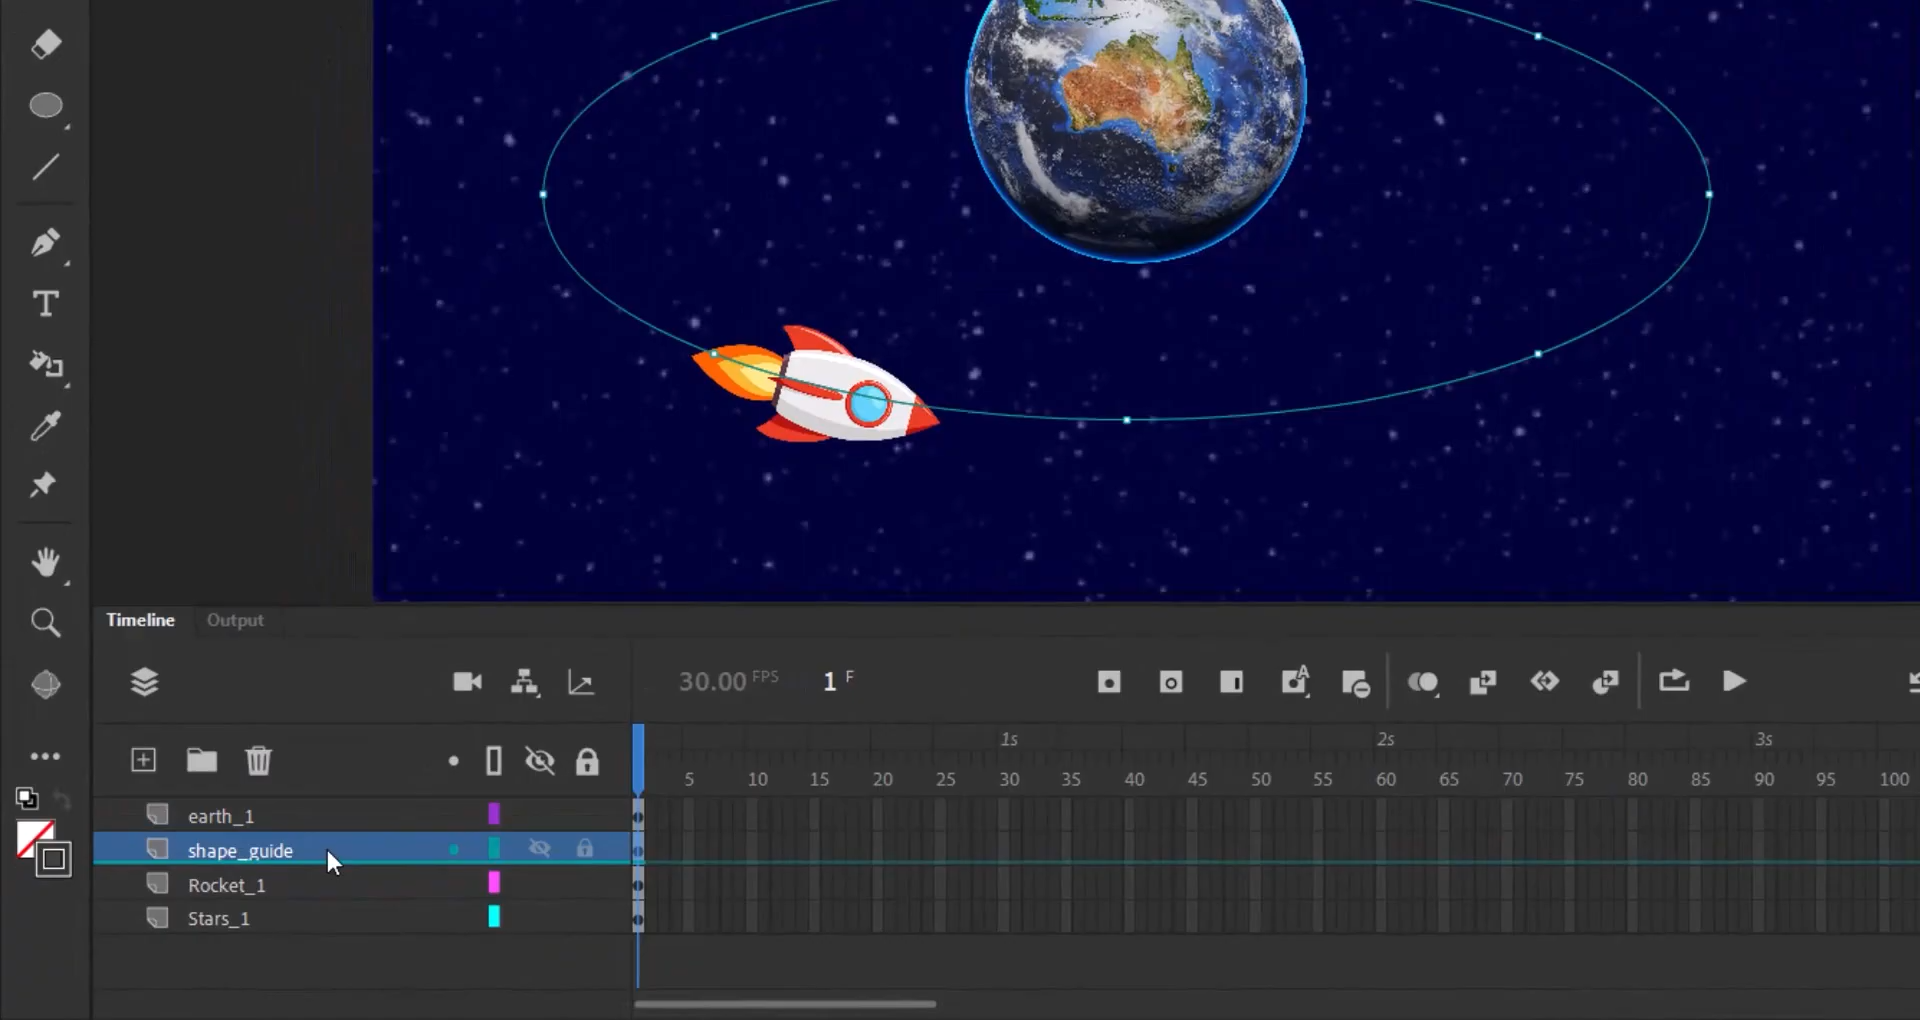 T
Timeline Output
30.00 FPS 1 F
A
1s 2s 3s
5 10 15 20 25 30 35 40 45 50 55 60 65 70 75 80 85 90 95 100
earth_1
shape_guide
Rocket_1
Stars_1